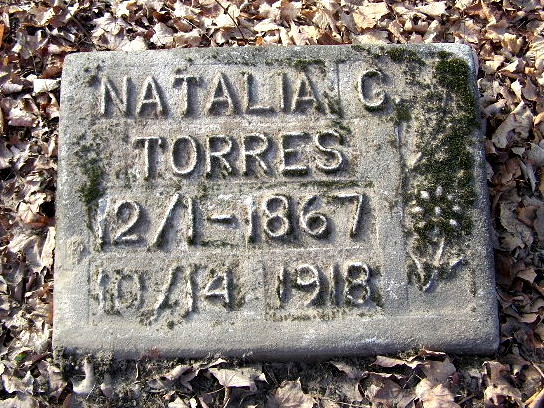 NATALIA C.
TORRES
12/1-1867
10/14 1918